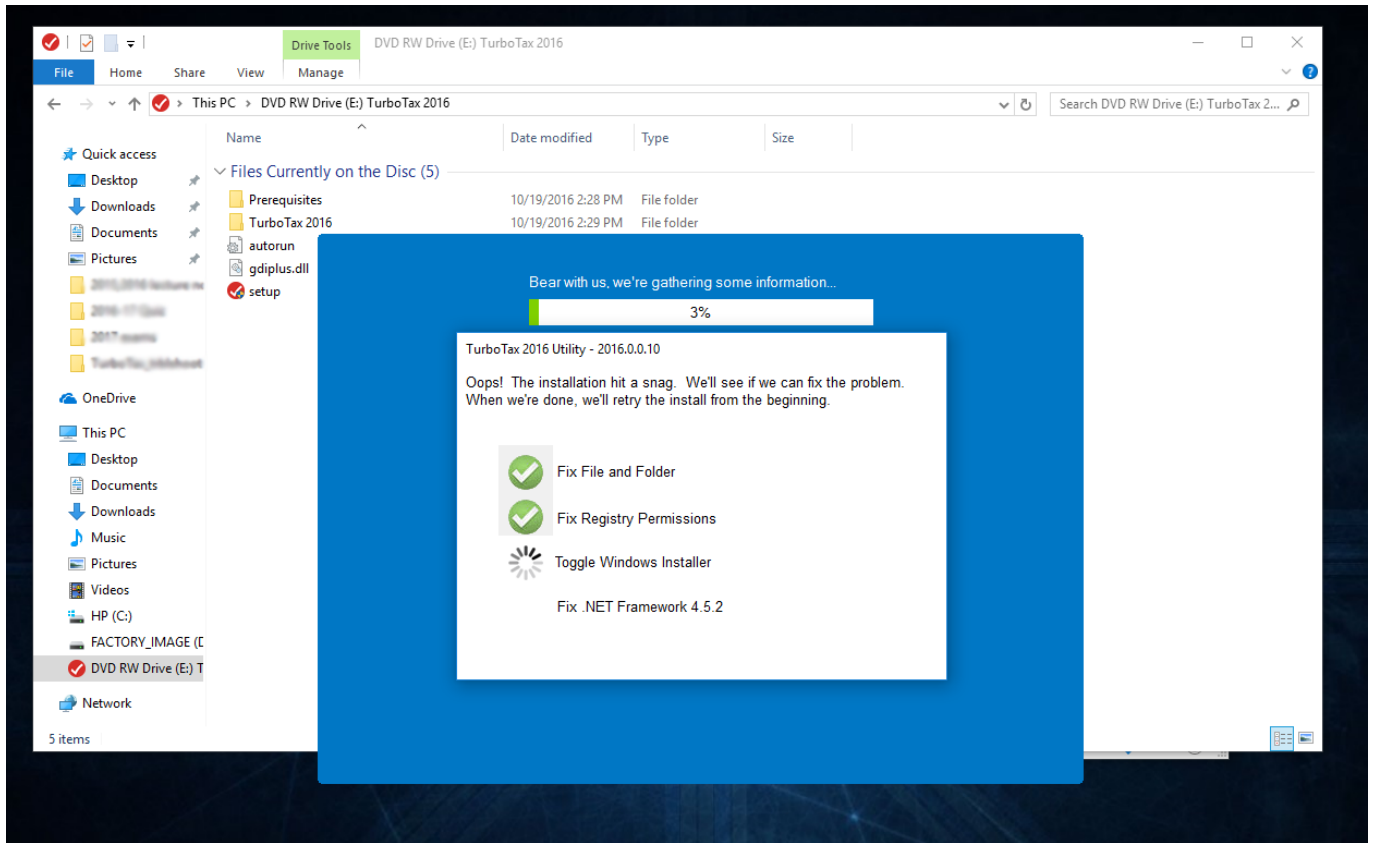 Drive Tools
DVD RW Drive (E:) TurboTax 2016
File Home Share View Manage
This PC > DVD RW Drive (E:) TurboTax 2016
Search DVD RW Drive (E:) TurboTax 2...
Name Date modified Type Size
Quick access
Desktop
Downloads
Documents
Pictures
OneDrive
This PC
Desktop
Documents
Downloads
Music
Pictures
Videos
HP (C:)
FACTORY_IMAGE (D
DVD RW Drive (E:) T
Network
Files Currently on the Disc (5)
Prerequisites 10/19/2016 2:28 PM File folder
TurboTax 2016 10/19/2016 2:29 PM File folder
autorun
gdiplus.dll
setup
Bear with us, we're gathering some information...
3%
TurboTax 2016 Utility - 2016.0.0.10
Oops! The installation hit a snag. We'll see if we can fix the problem.
When we're done, we'll retry the install from the beginning.
Fix File and Folder
Fix Registry Permissions
Toggle Windows Installer
Fix .NET Framework 4.5.2
5 items